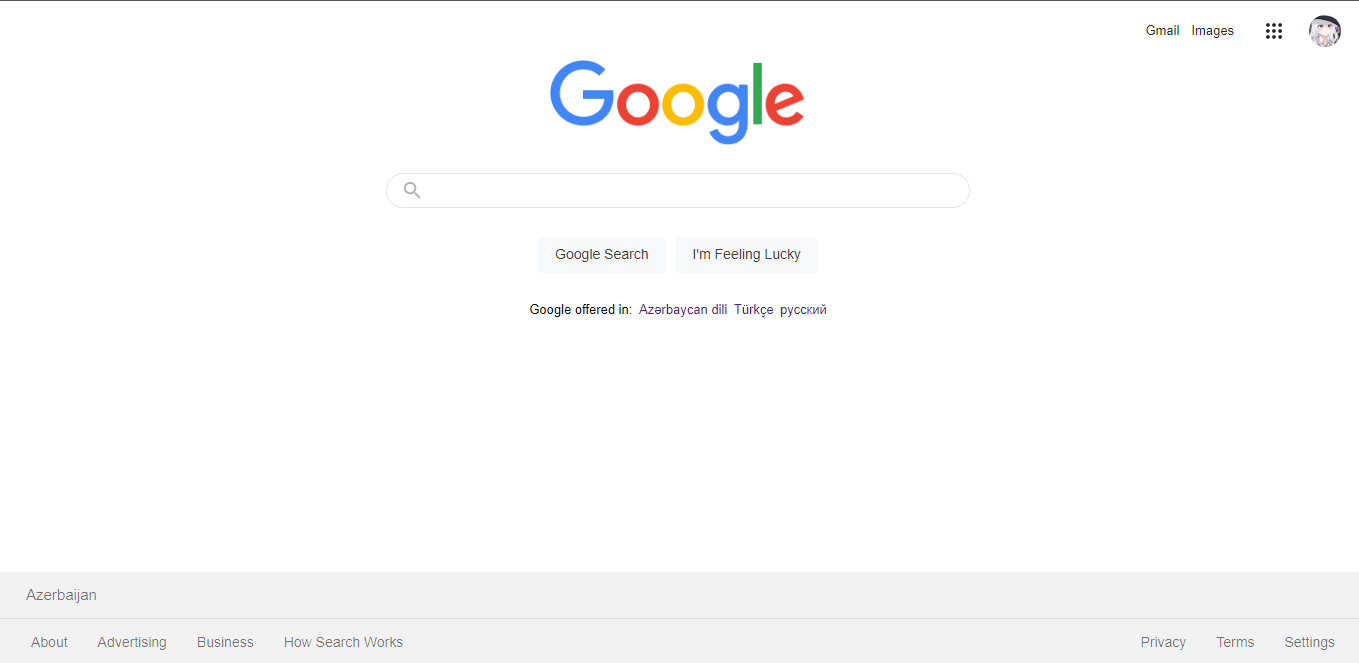 Gmail Images
Google
Google Search I'm Feeling Lucky
Google offered in: Azərbaycan dili Türkçe русский
Azerbaijan
About Advertising Business How Search Works Privacy Terms Settings